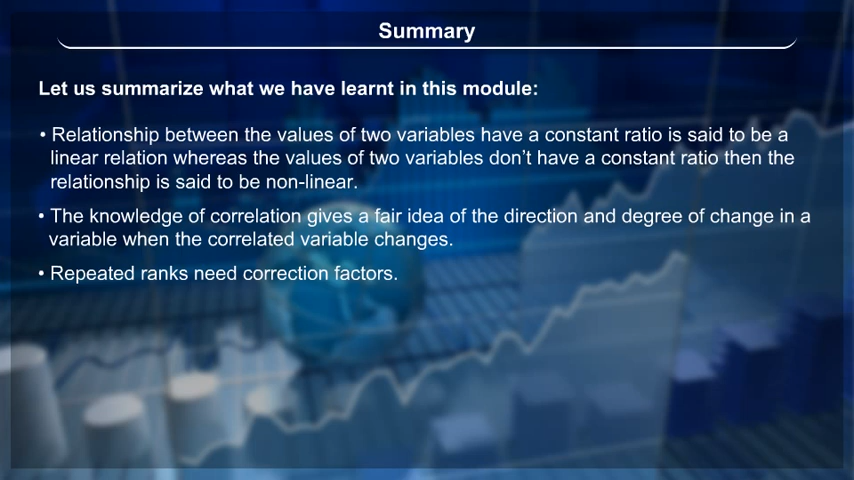 Summary
Let us summarize what we have learnt in this module:
• Relationship between the values of two variables have a constant ratio is said to be a
linear relation whereas the values of two variables don’t have a constant ratio then the
relationship is said to be non-linear.
• The knowledge of correlation gives a fair idea of the direction and degree of change in a
variable when the correlated variable changes.
• Repeated ranks need correction factors.